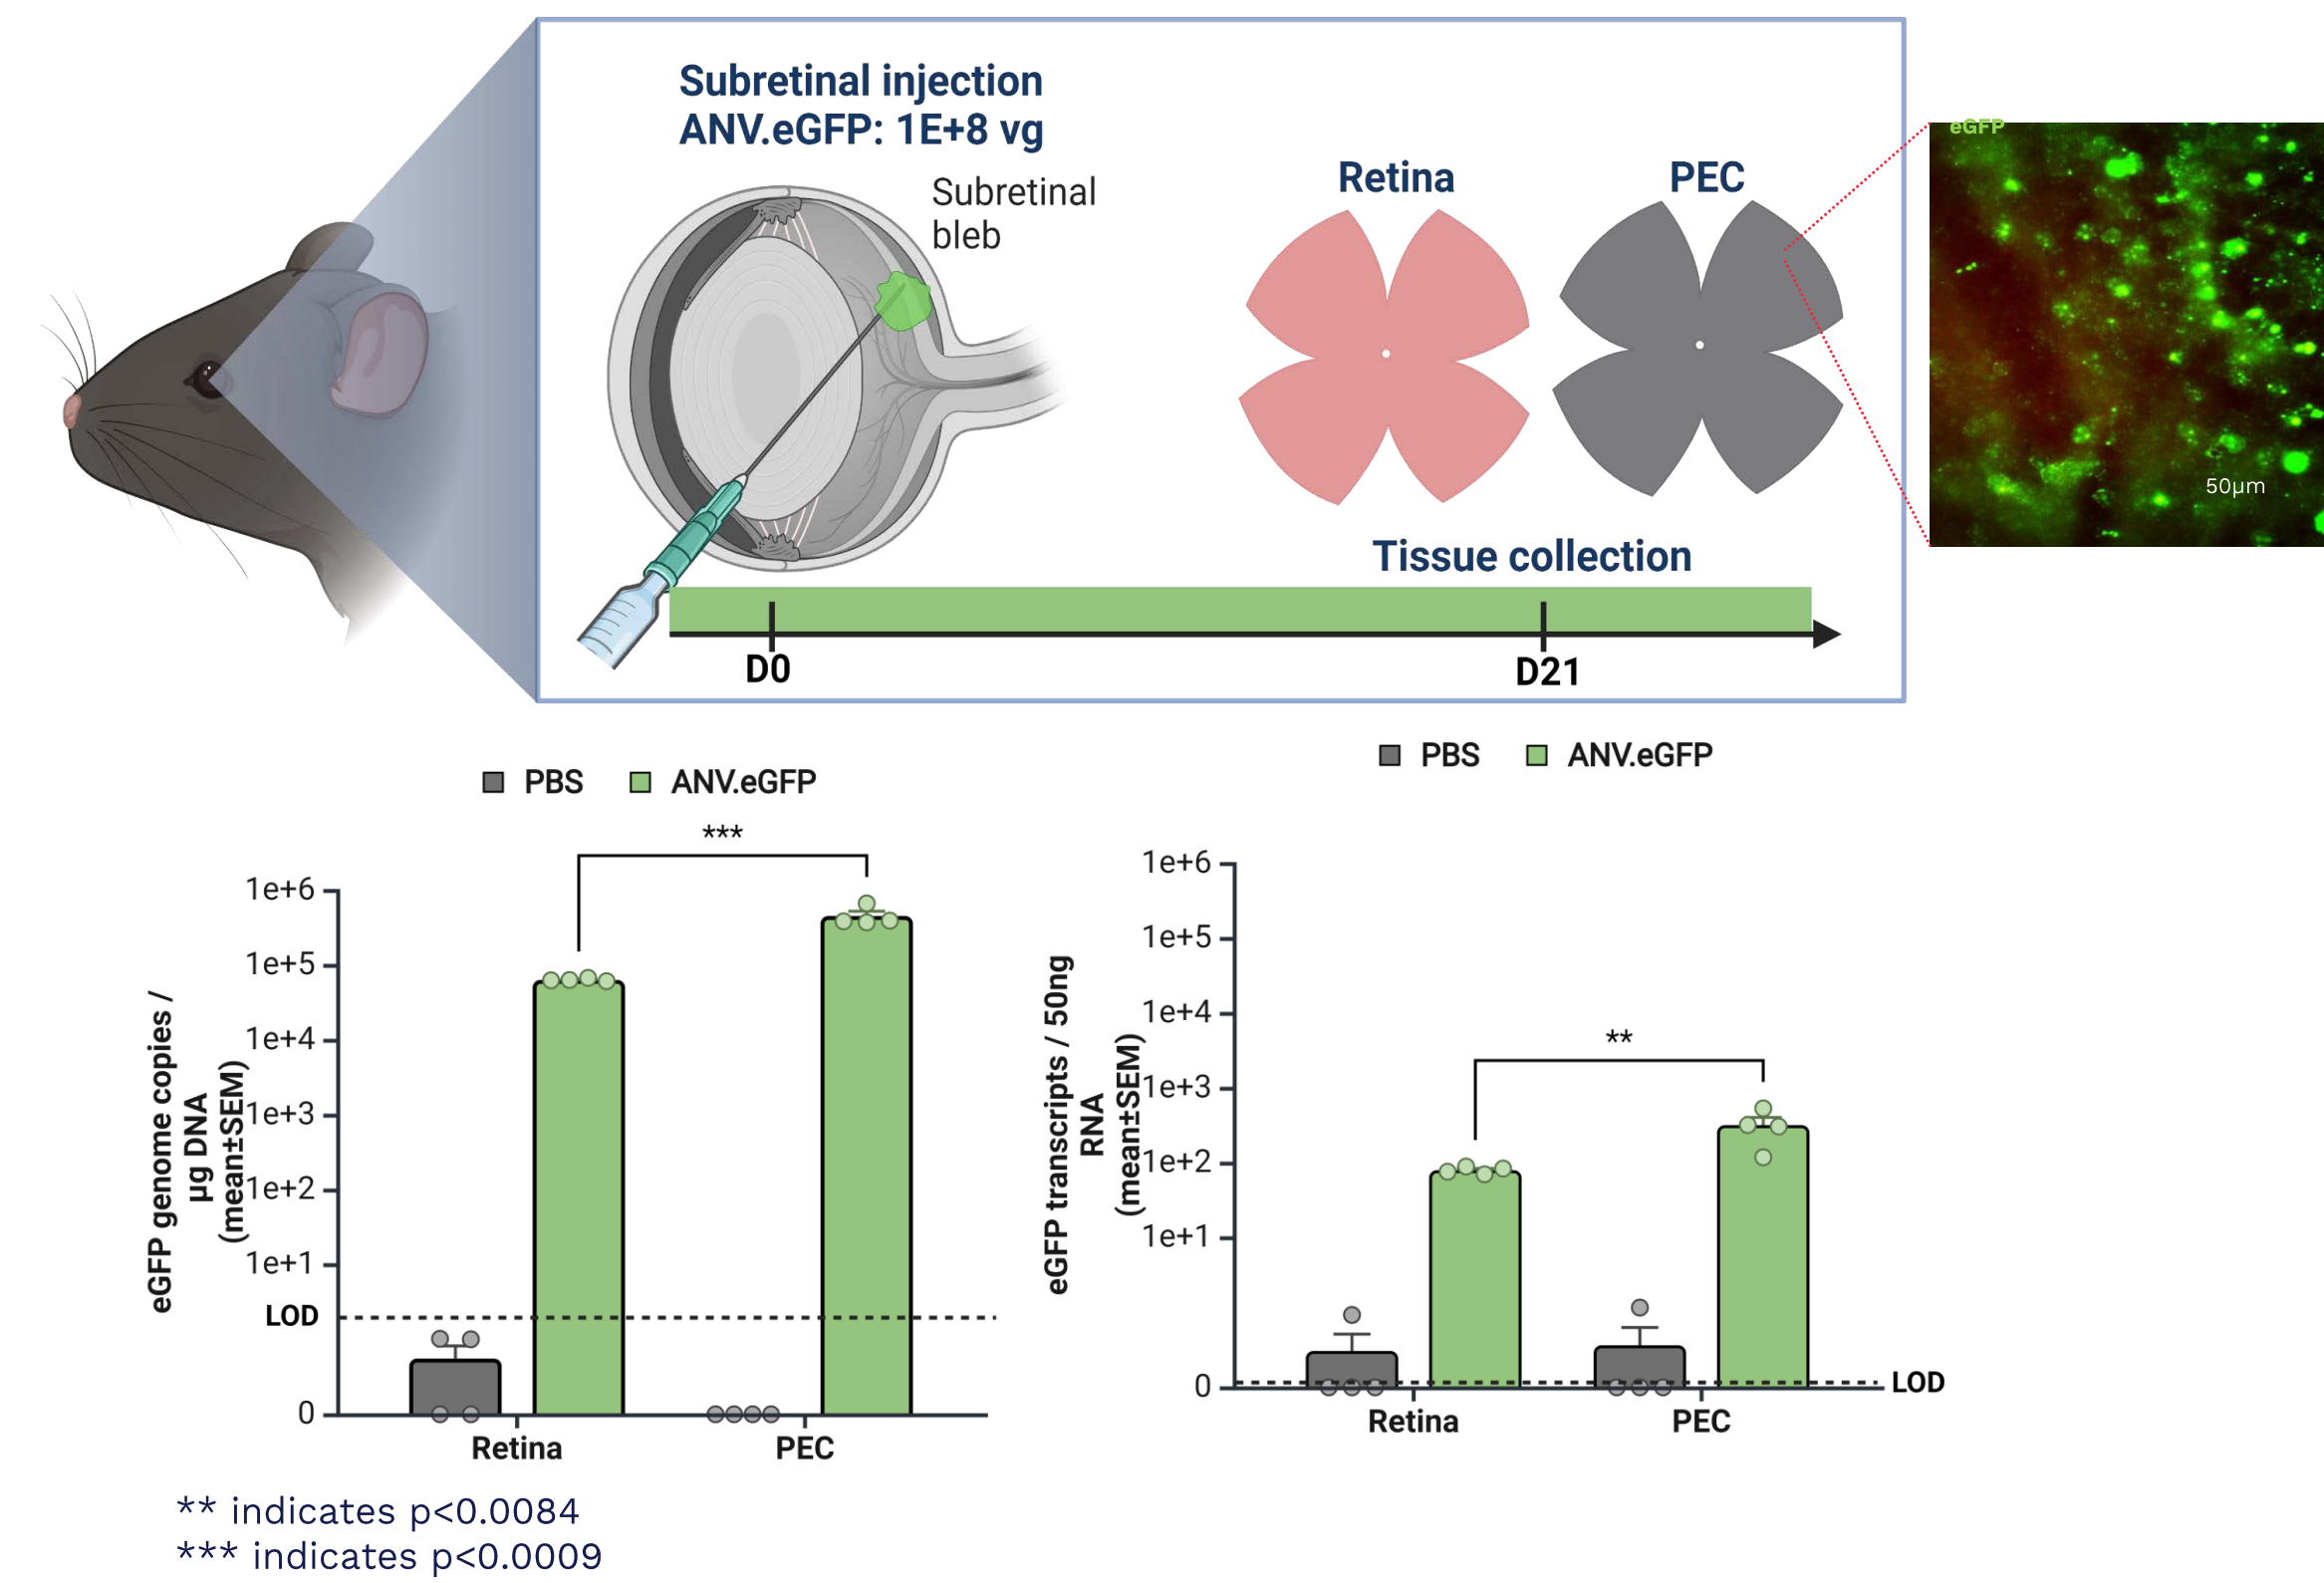 Subretinal injection
ANV.eGFP: 1E+8 vg
Subretinal
bleb
Retina
PEC
eGFP
50µm
Tissue collection
D0
D21
PBS
ANV.eGFP
***
1e+6
1e+5
1e+4
1e+3
1e+2
1e+1
LOD
0
eGFP genome copies /
µg DNA
(mean±SEM)
Retina
PEC
PBS
ANV.eGFP
**
1e+6
1e+5
1e+4
1e+3
1e+2
1e+1
0
LOD
eGFP transcripts / 50ng
RNA
(mean±SEM)
Retina
PEC
** indicates p<0.0084
*** indicates p<0.0009